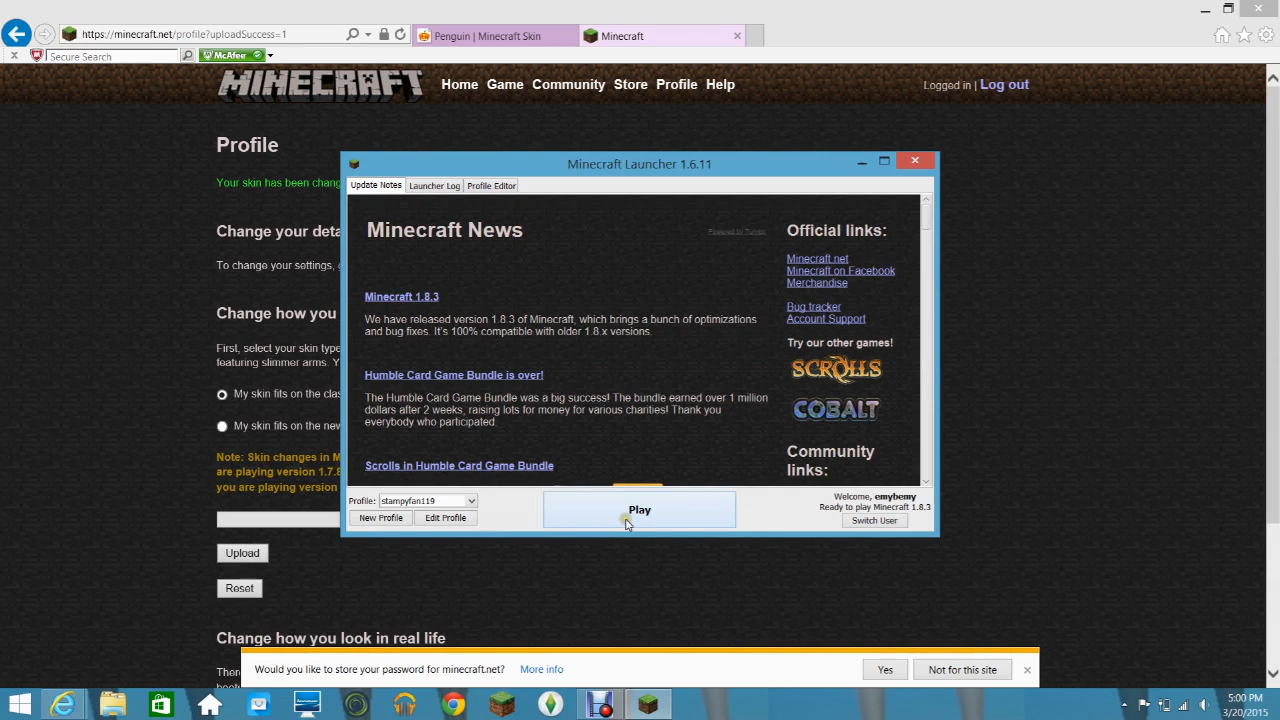 https://minecraft.net/profile?uploadSuccess=1
Penguin | Minecraft Skin
Minecraft
Secure Search
McAfee
MINECRAFT
Home Game Community Store Profile Help
Logged in | Log out
Profile
Your skin has been chang
Change your deta
To change your settings,
Change how you
First, select your skin type
featuring slimmer arms. Y
My skin fits on the clas
My skin fits on the new
Note: Skin changes in M
are playing version 1.7.8
you are playing version
Upload
Reset
Change how you look in real life
Minecraft Launcher 1.6.11
Update Notes Launcher Log Profile Editor
Minecraft News
Powered by Tumblr
Minecraft 1.8.3
We have released version 1.8.3 of Minecraft, which brings a bunch of optimizations
and bug fixes. It's 100% compatible with older 1.8.x versions.
Humble Card Game Bundle is over!
The Humble Card Game Bundle was a big success! The bundle earned over 1 million
dollars after 2 weeks, raising lots for money for various charities! Thank you
everybody who participated.
Scrolls in Humble Card Game Bundle
Official links:
Minecraft.net
Minecraft on Facebook
Merchandise
Bug tracker
Account Support
Try our other games!
SCROLLS
COBALT
Community
links:
Profile: stampyfan119
New Profile Edit Profile
Play
Welcome, emybemy
Ready to play Minecraft 1.8.3
Switch User
Would you like to store your password for minecraft.net? More info
Yes
Not for this site
5:00 PM
3/20/2015